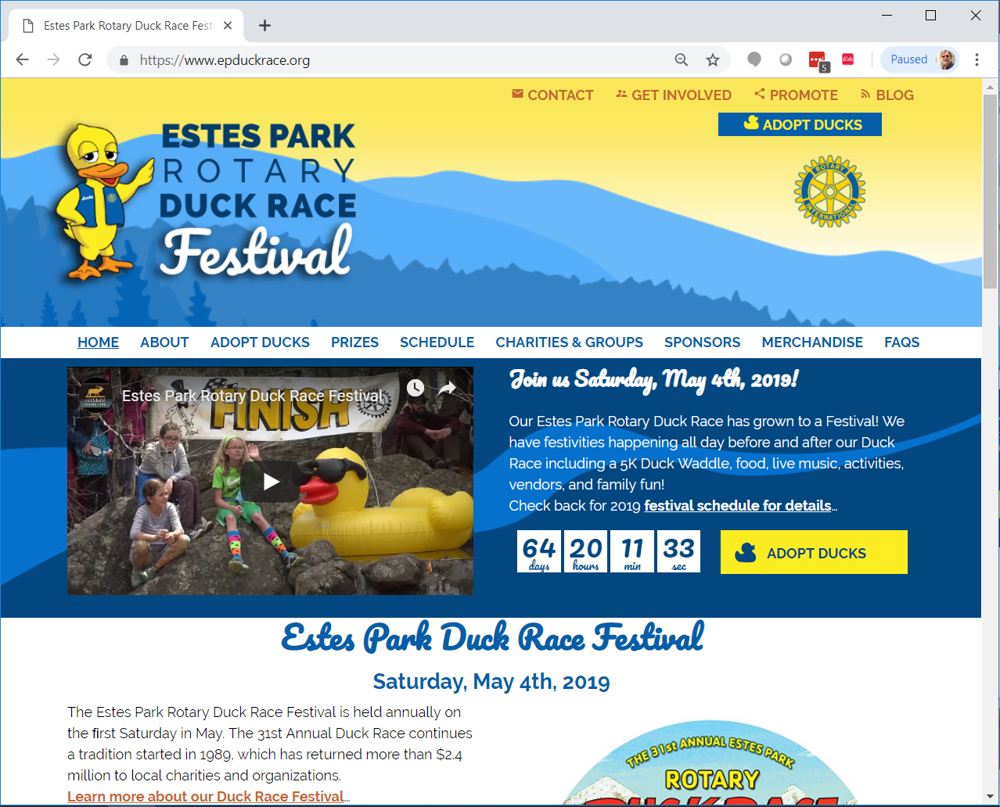 Estes Park Rotary Duck Race Festi
https://www.epduckrace.org
5
dish
Paused
CONTACT GET INVOLVED PROMOTE BLOG
ADOPT DUCKS
ESTES PARK
ROTARY
DUCK RACE
Festival
Lucky
ROTARY
INTERNATIONAL
HOME ABOUT ADOPT DUCKS PRIZES SCHEDULE CHARITIES & GROUPS SPONSORS MERCHANDISE FAQS
Estes Park Rotary Duck Race Festival
FINISH
Join us Saturday, May 4th, 2019!
Our Estes Park Rotary Duck Race has grown to a Festival! We
have festivities happening all day before and after our Duck
Race including a 5K Duck Waddle, food, live music, activities,
vendors, and family fun!
Check back for 2019 festival schedule for details...
64 20 11 33
days hours min sec
ADOPT DUCKS
Estes Park Duck Race Festival
Saturday, May 4th, 2019
The Estes Park Rotary Duck Race Festival is held annually on
the first Saturday in May. The 31st Annual Duck Race continues
a tradition started in 1989, which has returned more than $2.4
million to local charities and organizations.
Learn more about our Duck Race Festival...
THE 31st ANNUAL ESTES PARK
ROTARY
DUCK RACE